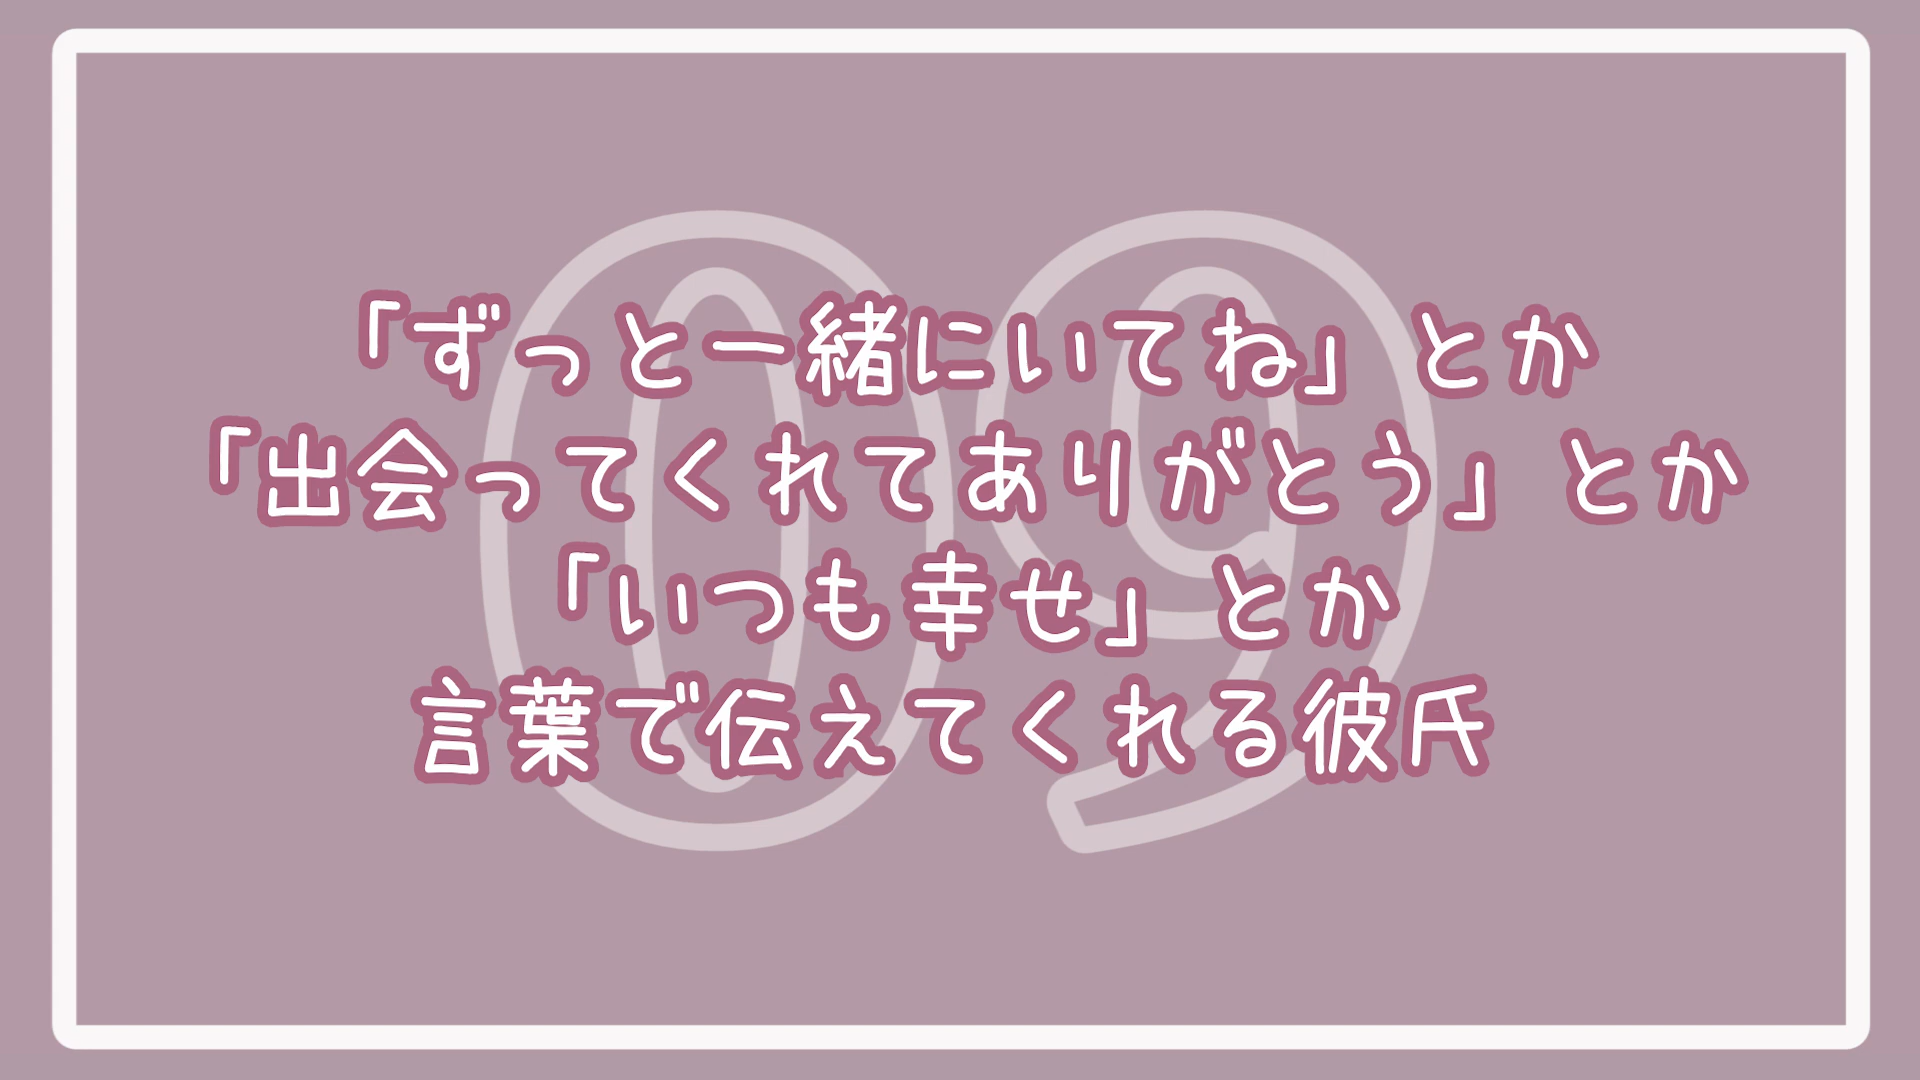 09
「ずっと一緒にいてね」とか
「出会ってくれてありがとう」とか
「いつも幸せ」とか
言葉で伝えてくれる彼氏